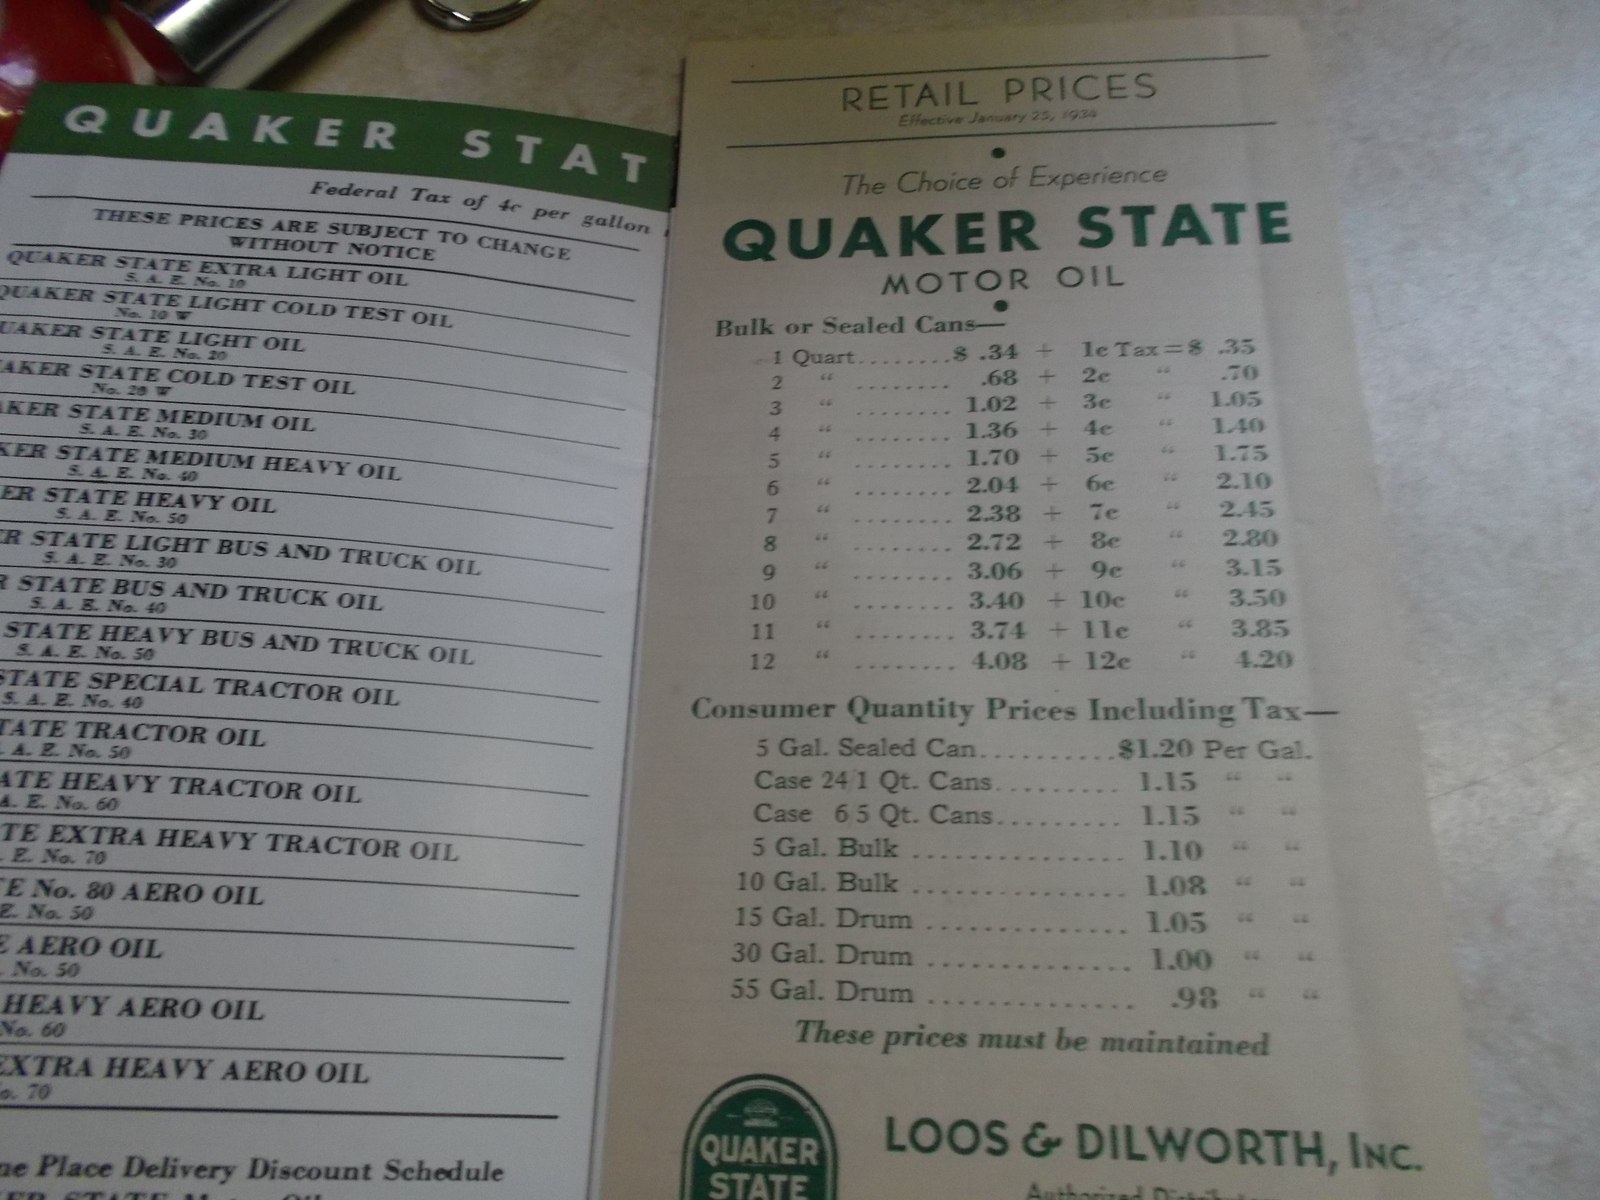 QUAKER STAT
Federal Tax of 4c per gallon
THESE PRICES ARE SUBJECT TO CHANGE
WITHOUT NOTICE
QUAKER STATE EXTRA LIGHT OIL
S. A. E. No. 10
QUAKER STATE LIGHT COLD TEST OIL
No. 10 W
UAKER STATE LIGHT OIL
S. A. E. No. 20
AKER STATE COLD TEST OIL
No. 20 W
AKER STATE MEDIUM OIL
S. A. E. No. 30
KER STATE MEDIUM HEAVY OIL
S. A. E. No. 40
ER STATE HEAVY OIL
S. A. E. No. 50
R STATE LIGHT BUS AND TRUCK OIL
S. A. E. No. 30
R STATE BUS AND TRUCK OIL
S. A. E. No. 40
STATE HEAVY BUS AND TRUCK OIL
S. A. E. No. 50
STATE SPECIAL TRACTOR OIL
S. A. E. No. 40
TATE TRACTOR OIL
A. E. No. 50
ATE HEAVY TRACTOR OIL
A. E. No. 60
TE EXTRA HEAVY TRACTOR OIL
E. No. 70
E No. 80 AERO OIL
E. No. 50
E AERO OIL
No. 50
HEAVY AERO OIL
No. 60
EXTRA HEAVY AERO OIL
o. 70
ne Place Delivery Discount Schedule
RETAIL PRICES
Effective January 25, 1934
The Choice of Experience
QUAKER STATE
MOTOR OIL
Bulk or Sealed Cans—
1 Quart........$ .34 + 1c Tax=$ .35
2 " ........ .68 + 2c " .70
3 " ........ 1.02 + 3c " 1.05
4 " ........ 1.36 + 4c " 1.40
5 " ........ 1.70 + 5c " 1.75
6 " ........ 2.04 + 6c " 2.10
7 " ........ 2.38 + 7c " 2.45
8 " ........ 2.72 + 8c " 2.80
9 " ........ 3.06 + 9c " 3.15
10 " ........ 3.40 + 10c " 3.50
11 " ........ 3.74 + 11c " 3.85
12 " ........ 4.08 + 12c " 4.20
Consumer Quantity Prices Including Tax—
5 Gal. Sealed Can..........$1.20 Per Gal.
Case 24/1 Qt. Cans......... 1.15 " "
Case 6/5 Qt. Cans......... 1.15 " "
5 Gal. Bulk ............... 1.10 " "
10 Gal. Bulk ............... 1.08 " "
15 Gal. Drum .............. 1.05 " "
30 Gal. Drum .............. 1.00 " "
55 Gal. Drum .............. .98 " "
These prices must be maintained
QUAKER
STATE
LOOS & DILWORTH, INC.